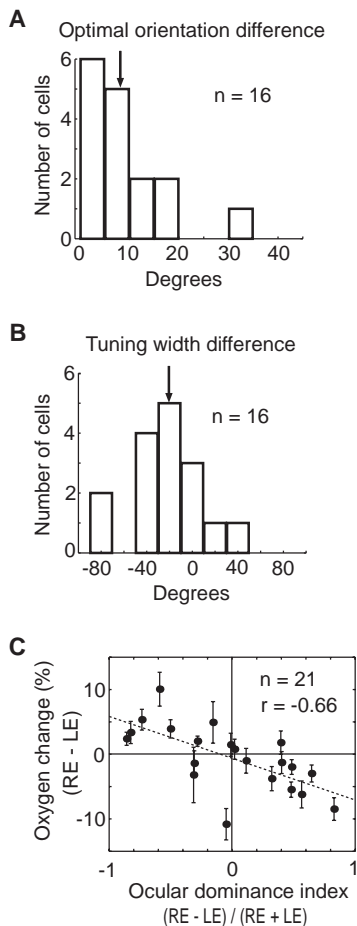 A
Optimal orientation difference
n = 16
Number of cells
6
4
2
0
0 10 20 30 40
Degrees
B
Tuning width difference
n = 16
Number of cells
6
4
2
0
-80 -40 0 40 80
Degrees
C
n = 21
r = -0.66
Oxygen change (%)
(RE - LE)
10
0
-10
-1 0 1
Ocular dominance index
(RE - LE) / (RE + LE)